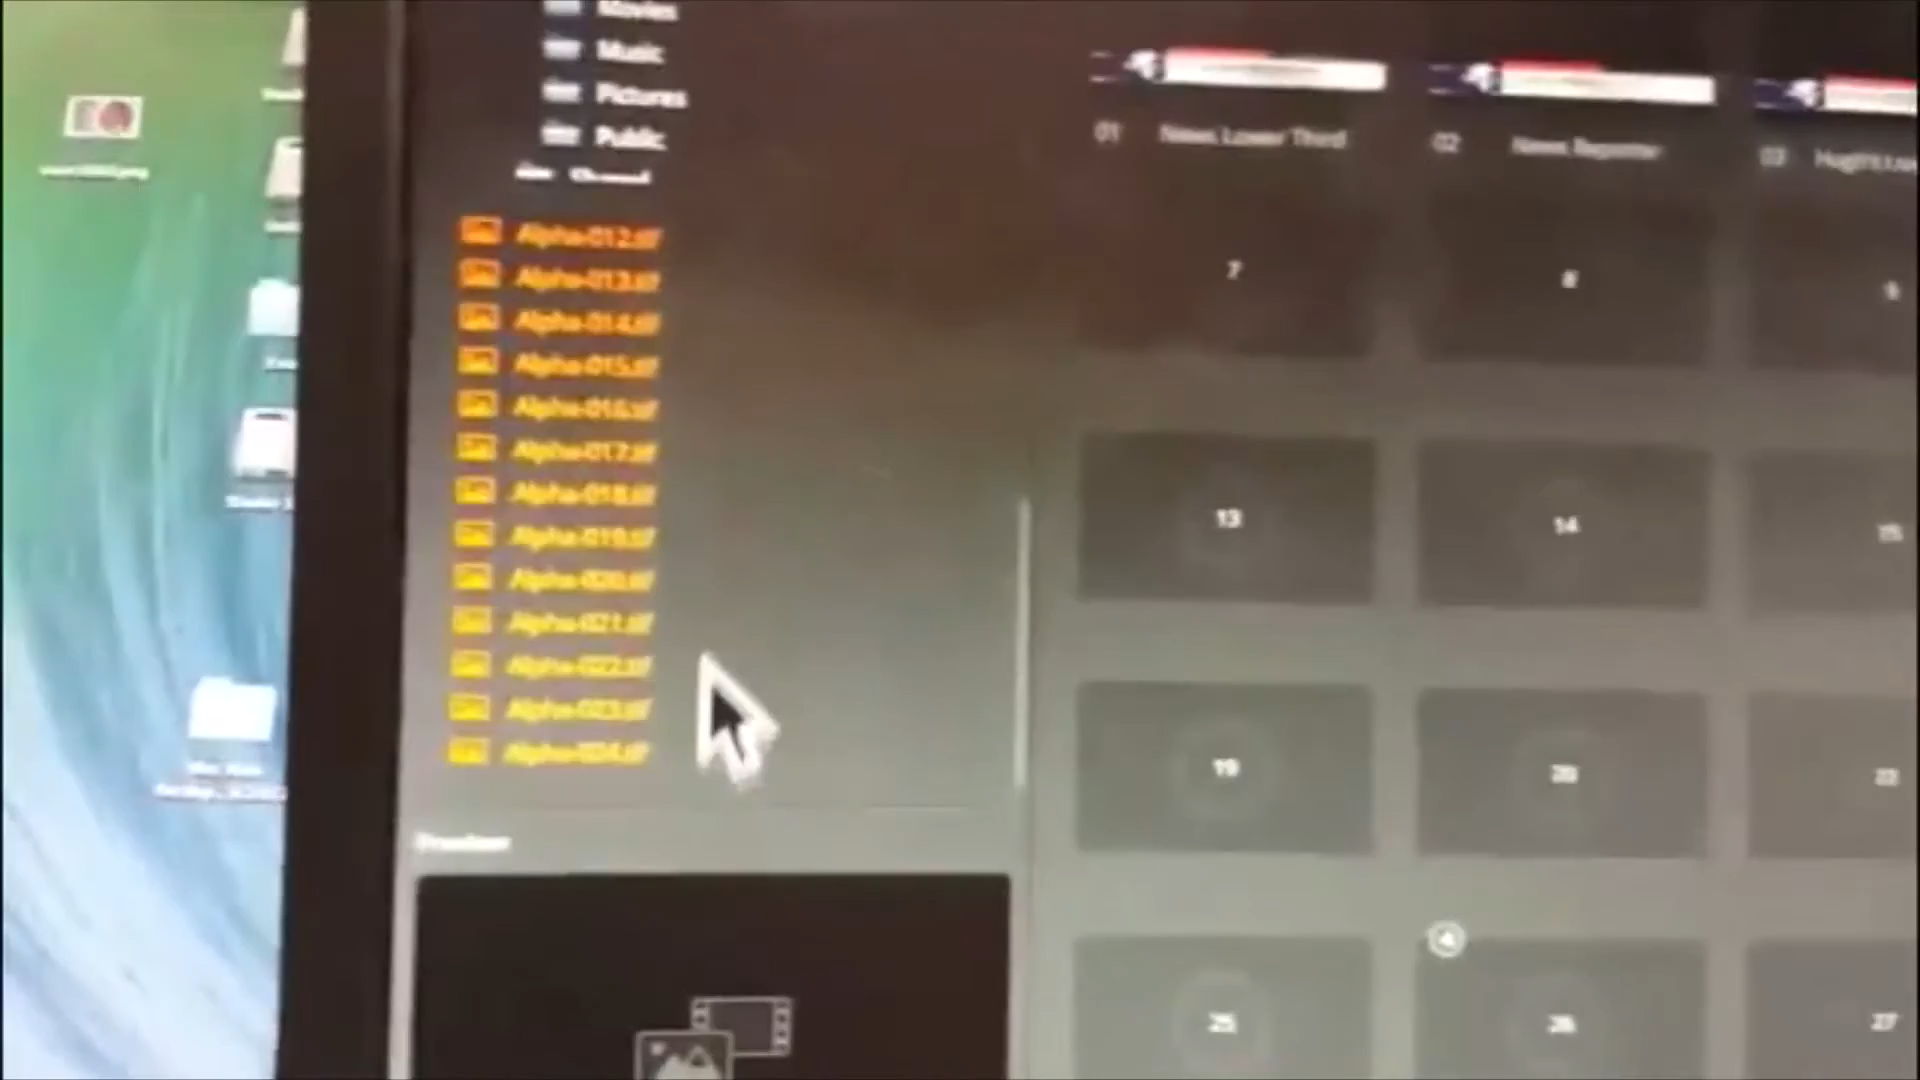 Movies
Music
Pictures
Public
Alpha-012.tif
Alpha-013.tif
Alpha-014.tif
Alpha-015.tif
Alpha-016.tif
Alpha-017.tif
Alpha-018.tif
Alpha-019.tif
Alpha-020.tif
Alpha-021.tif
Alpha-022.tif
Alpha-023.tif
Alpha-024.tif
01 News Lower Third
02 News Reporter
03
7
8
9
13
14
15
19
20
25
26
27